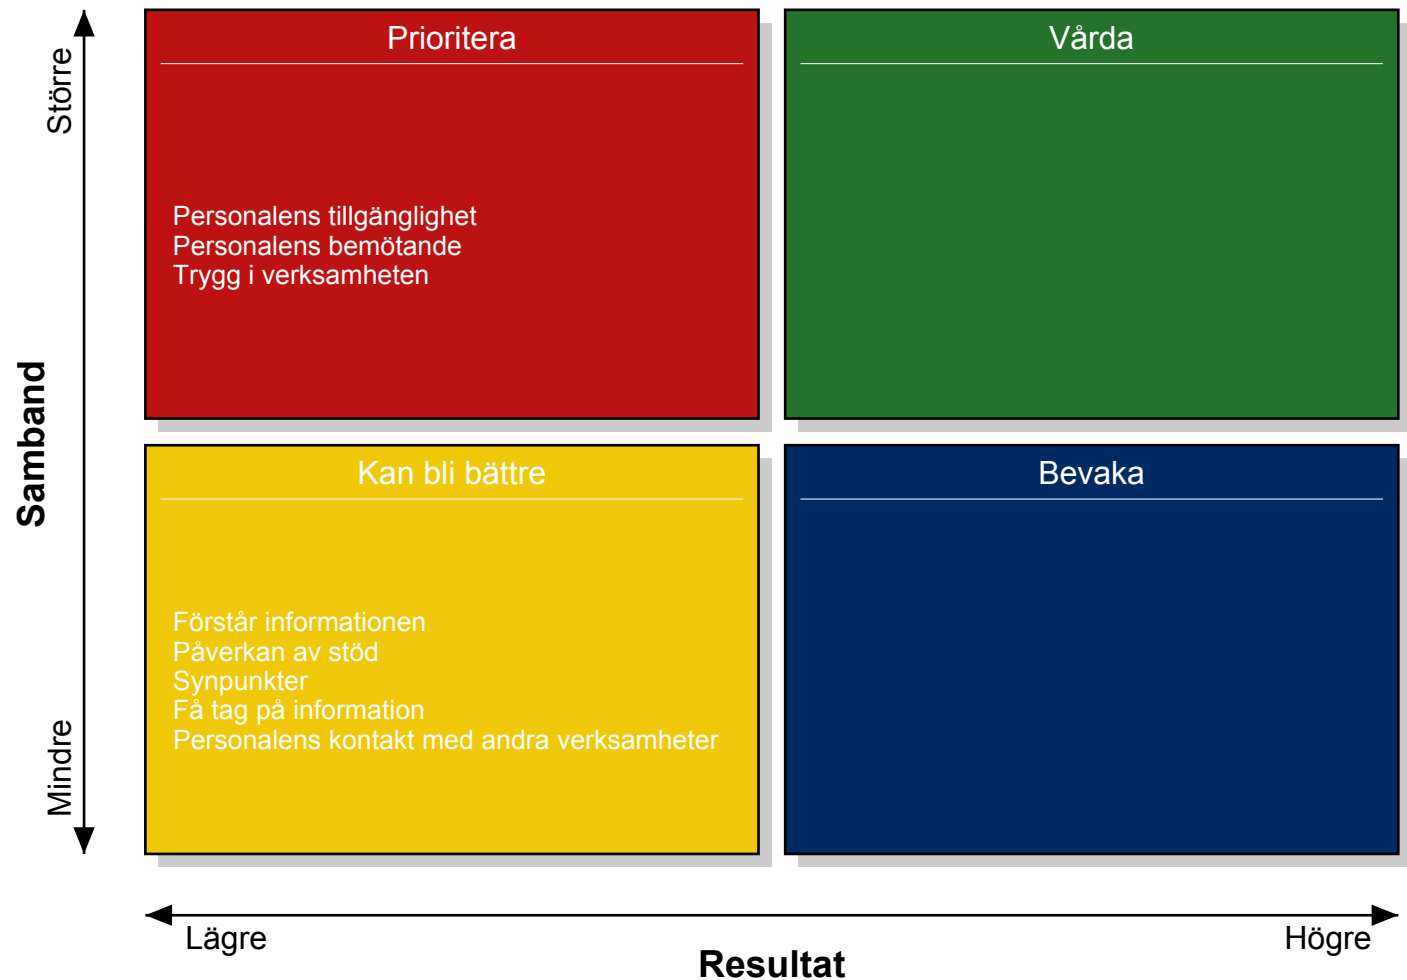 Större
Samband
Mindre
Prioritera
Personalens tillgänglighet
Personalens bemötande
Trygg i verksamheten
Vårda
Kan bli bättre
Förstår informationen
Påverkan av stöd
Synpunkter
Få tag på information
Personalens kontakt med andra verksamheter
Bevaka
Lägre
Resultat
Högre